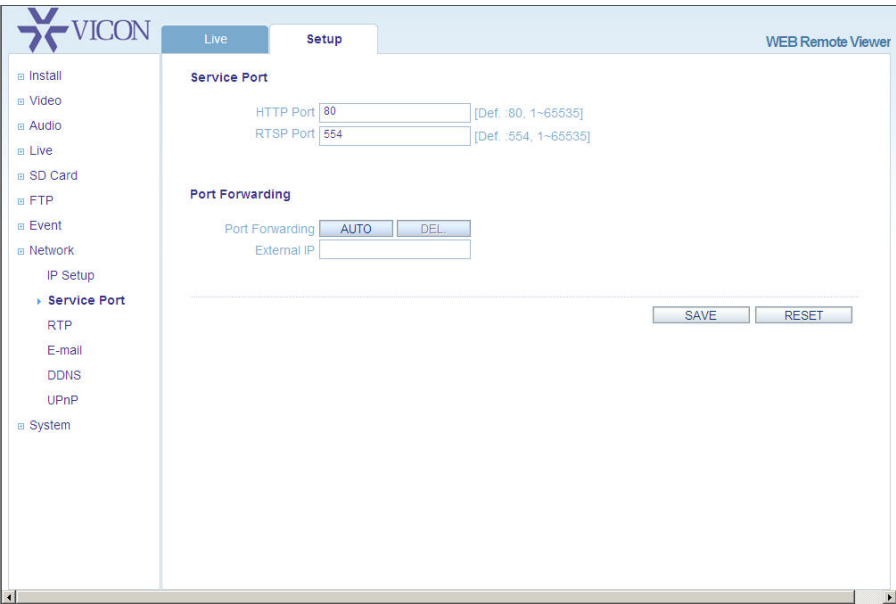 VICON
Live
Setup
WEB Remote Viewer
Install
Video
Audio
Live
SD Card
FTP
Event
Network
IP Setup
Service Port
RTP
E-mail
DDNS
UPnP
System
Service Port
HTTP Port 80 [Def. :80, 1~65535]
RTSP Port 554 [Def. :554, 1~65535]
Port Forwarding
Port Forwarding AUTO DEL.
External IP
SAVE RESET